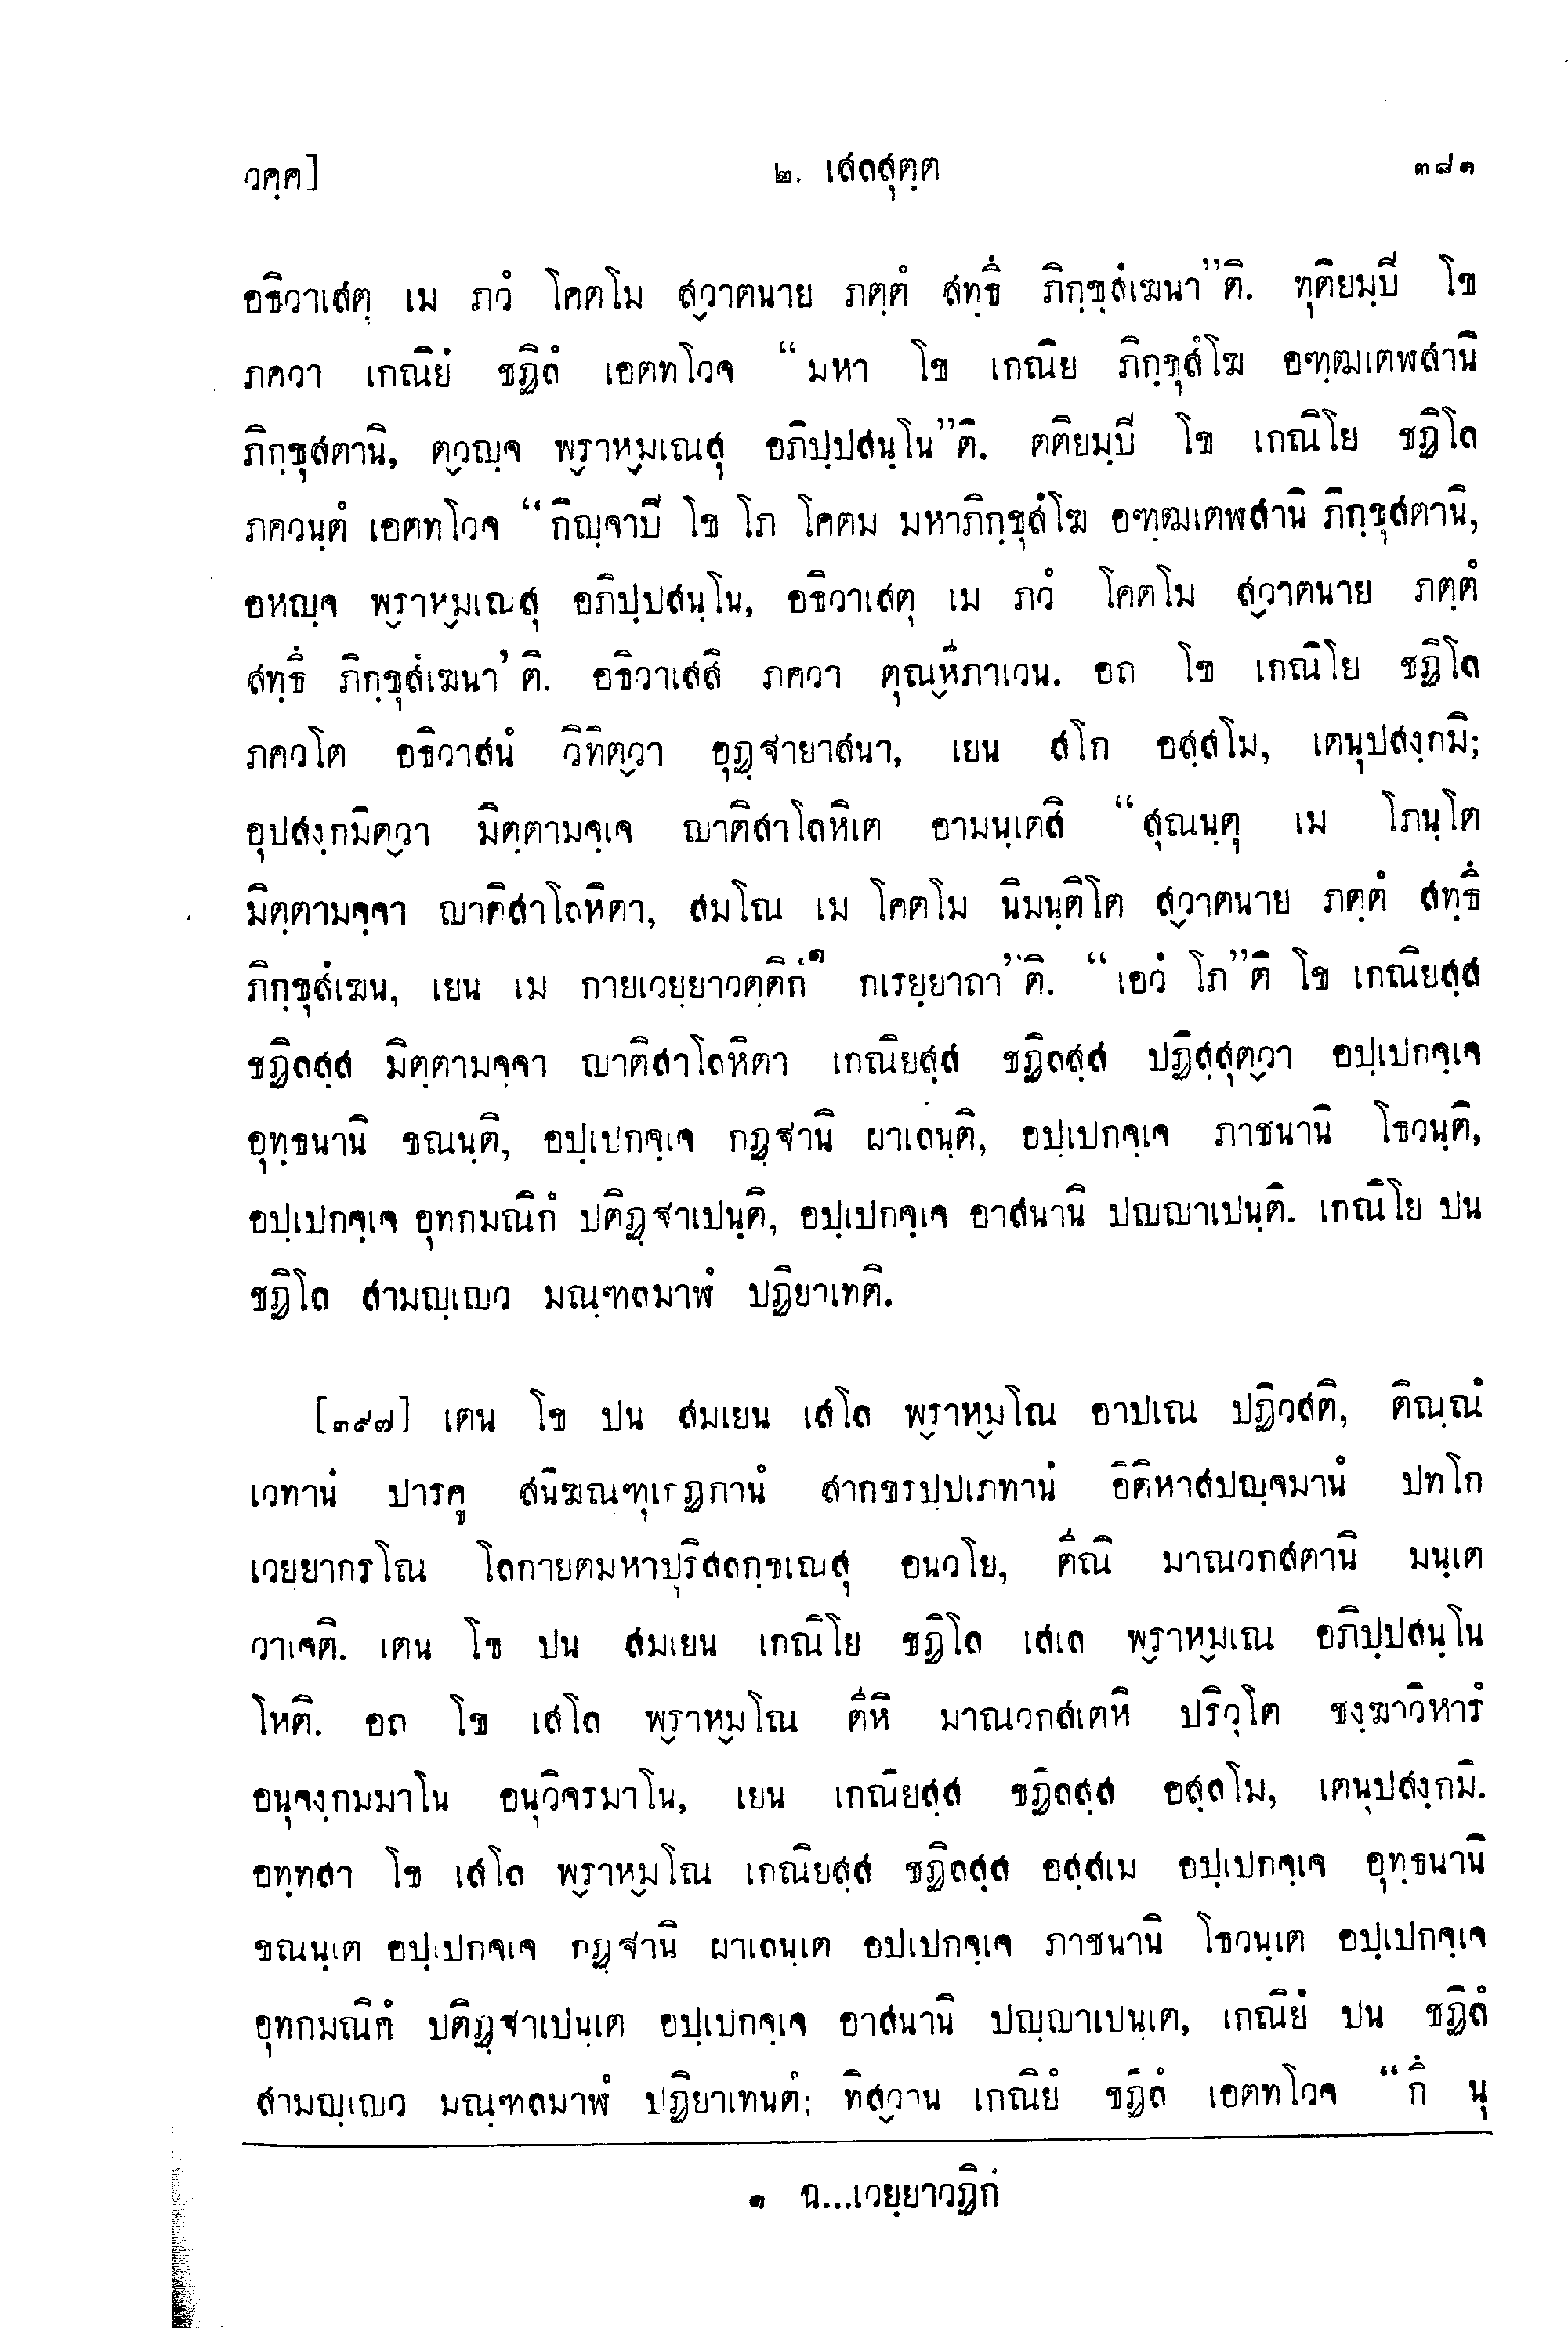 วคฺค]
๒. เสลสุตฺต
๓๘๑
อธิวาเสตุ เม ภวํ โคตโม สฺวาตนาย ภตฺตํ สทฺธึ ภิกฺขุสํเฆนา”ติ. ทุติยมฺปี โข
ภควา เกณิยํ ชฏิลํ เอตทโวจ “มหา โข เกณิย ภิกฺขุสํโฆ อฑฺฒเตฬสานิ
ภิกฺขุสตานิ, ตฺวญฺจ พฺราหฺมเณสุ อภิปฺปสนฺโน”ติ. ตติยมฺปี โข เกณิโย ชฏิโล
ภควนฺตํ เอตทโวจ “กิญฺจาปี โข โภ โคตม มหาภิกฺขุสํโฆ อฑฺฒเตฬสานิ ภิกฺขุสตานิ,
อหญฺจ พฺราหฺมเณสุ อภิปฺปสนฺโน, อธิวาเสตุ เม ภวํ โคตโม สฺวาตนาย ภตฺตํ
สทฺธึ ภิกฺขุสํเฆนา’ติ. อธิวาเสสิ ภควา ตุณฺหีภาเวน. อถ โข เกณิโย ชฏิโล
ภควโต อธิวาสนํ วิทิตฺวา อุฏฺฐายาสนา, เยน สโก อสฺสโม, เตนุปสงฺกมิ;
อุปสงฺกมิตฺวา มิตฺตามจฺเจ ญาติสาโลหิเต อามนฺเตสิ “สุณนฺตุ เม โภนฺโต
มิตฺตามจฺจา ญาติสาโลหิตา, สมโณ เม โคตโม นิมนฺติโต สฺวาตนาย ภตฺตํ สทฺธึ
ภิกฺขุสํเฆน, เยน เม กายเวยฺยาวตฺติกํ๑ กเรยฺยาถา”ติ. “เอวํ โภ”ติ โข เกณิยสฺส
ชฏิลสฺส มิตฺตามจฺจา ญาติสาโลหิตา เกณิยสฺส ชฏิลสฺส ปฏิสฺสุตฺวา อปฺเปกจฺเจ
อุทฺธนานิ ขณนฺติ, อปฺเปกจฺเจ กฏฺฐานิ ผาเลนฺติ, อปฺเปกจฺเจ ภาชนานิ โธวนฺติ,
อปฺเปกจฺเจ อุทกมณิกํ ปติฏฺฐาเปนฺติ, อปฺเปกจฺเจ อาสนานิ ปญญาเปนฺติ. เกณิโย ปน
ชฏิโล สามญฺเญว มณฺฑลมาฬํ ปฏิยาเทติ.
[๓๙๗] เตน โข ปน สมเยน เสโล พฺราหฺมโณ อาปเณ ปฏิวสติ, ติณฺณํ
เวทานํ ปารคู สนิฆณฺฑุเกฏภานํ สากฺขรปฺปเภทานํ อิติหาสปญฺจมานํ ปทโก
เวยฺยากรโณ โลกายตมหาปุริสลกฺขเณสุ อนวโย, ตีณิ มาณวกสตานิ มนฺเต
วาเจติ. เตน โข ปน สมเยน เกณิโย ชฏิโล เสเล พฺราหฺมเณ อภิปฺปสนฺโน
โหติ. อถ โข เสโล พฺราหฺมโณ ตีหิ มาณวกสเตหิ ปริวุโต ชงฺฆาวิหารํ
อนุจงฺกมมาโน อนุวิจรมาโน, เยน เกณิยสฺส ชฏิลสฺส อสฺสโม, เตนุปสงฺกมิ.
อทฺทสา โข เสโล พฺราหฺมโณ เกณิยสฺส ชฏิลสฺส อสฺสเม อปฺเปกจฺเจ อุทฺธนานิ
ขณนฺเต อปฺเปกจฺเจ กฏฺฐานิ ผาเลนฺเต อปฺเปกจฺเจ ภาชนานิ โธวนฺเต อปฺเปกจฺเจ
อุทกมณิกํ ปติฏฺฐาเปนฺเต อปฺเปกจฺเจ อาสนานิ ปญฺญาเปนฺเต, เกณิยํ ปน ชฏิลํ
สามญฺเญว มณฺฑลมาฬํ ปฏิยาเทนตํ; ทิสฺวาน เกณิยํ ชฏิลํ เอตทโวจ “กึ นุ
๑ ฉ...เวยฺยาวฏิกํ